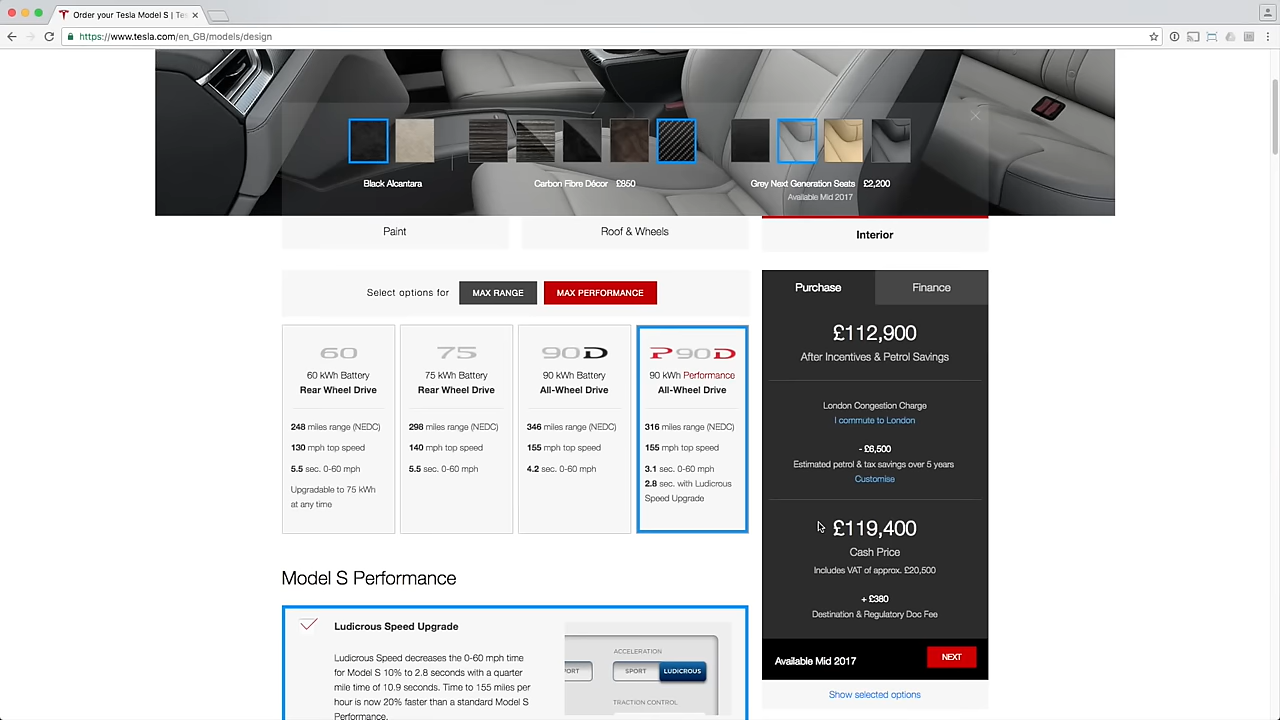 Order your Tesla Model S | Te
https://www.tesla.com/en_GB/models/design
Black Alcantara
Carbon Fibre Décor £850
Grey Next Generation Seats £2,200
Available Mid 2017
Paint
Roof & Wheels
Interior
Select options for
MAX RANGE
MAX PERFORMANCE
60
60 kWh Battery
Rear Wheel Drive
248 miles range (NEDC)
130 mph top speed
5.5 sec. 0-60 mph
Upgradable to 75 kWh
at any time
75
75 kWh Battery
Rear Wheel Drive
298 miles range (NEDC)
140 mph top speed
5.5 sec. 0-60 mph
90D
90 kWh Battery
All-Wheel Drive
346 miles range (NEDC)
155 mph top speed
4.2 sec. 0-60 mph
P90D
90 kWh Performance
All-Wheel Drive
316 miles range (NEDC)
155 mph top speed
3.1 sec. 0-60 mph
2.8 sec. with Ludicrous
Speed Upgrade
Purchase
Finance
£112,900
After Incentives & Petrol Savings
London Congestion Charge
I commute to London
- £6,500
Estimated petrol & tax savings over 5 years
Customise
£119,400
Cash Price
Includes VAT of approx. £20,500
+ £380
Destination & Regulatory Doc Fee
Available Mid 2017
NEXT
Show selected options
Model S Performance
Ludicrous Speed Upgrade
Ludicrous Speed decreases the 0-60 mph time
for Model S 10% to 2.8 seconds with a quarter
mile time of 10.9 seconds. Time to 155 miles per
hour is now 20% faster than a standard Model S
Performance.
ACCELERATION
PORT
SPORT
LUDICROUS
TRACTION CONTROL